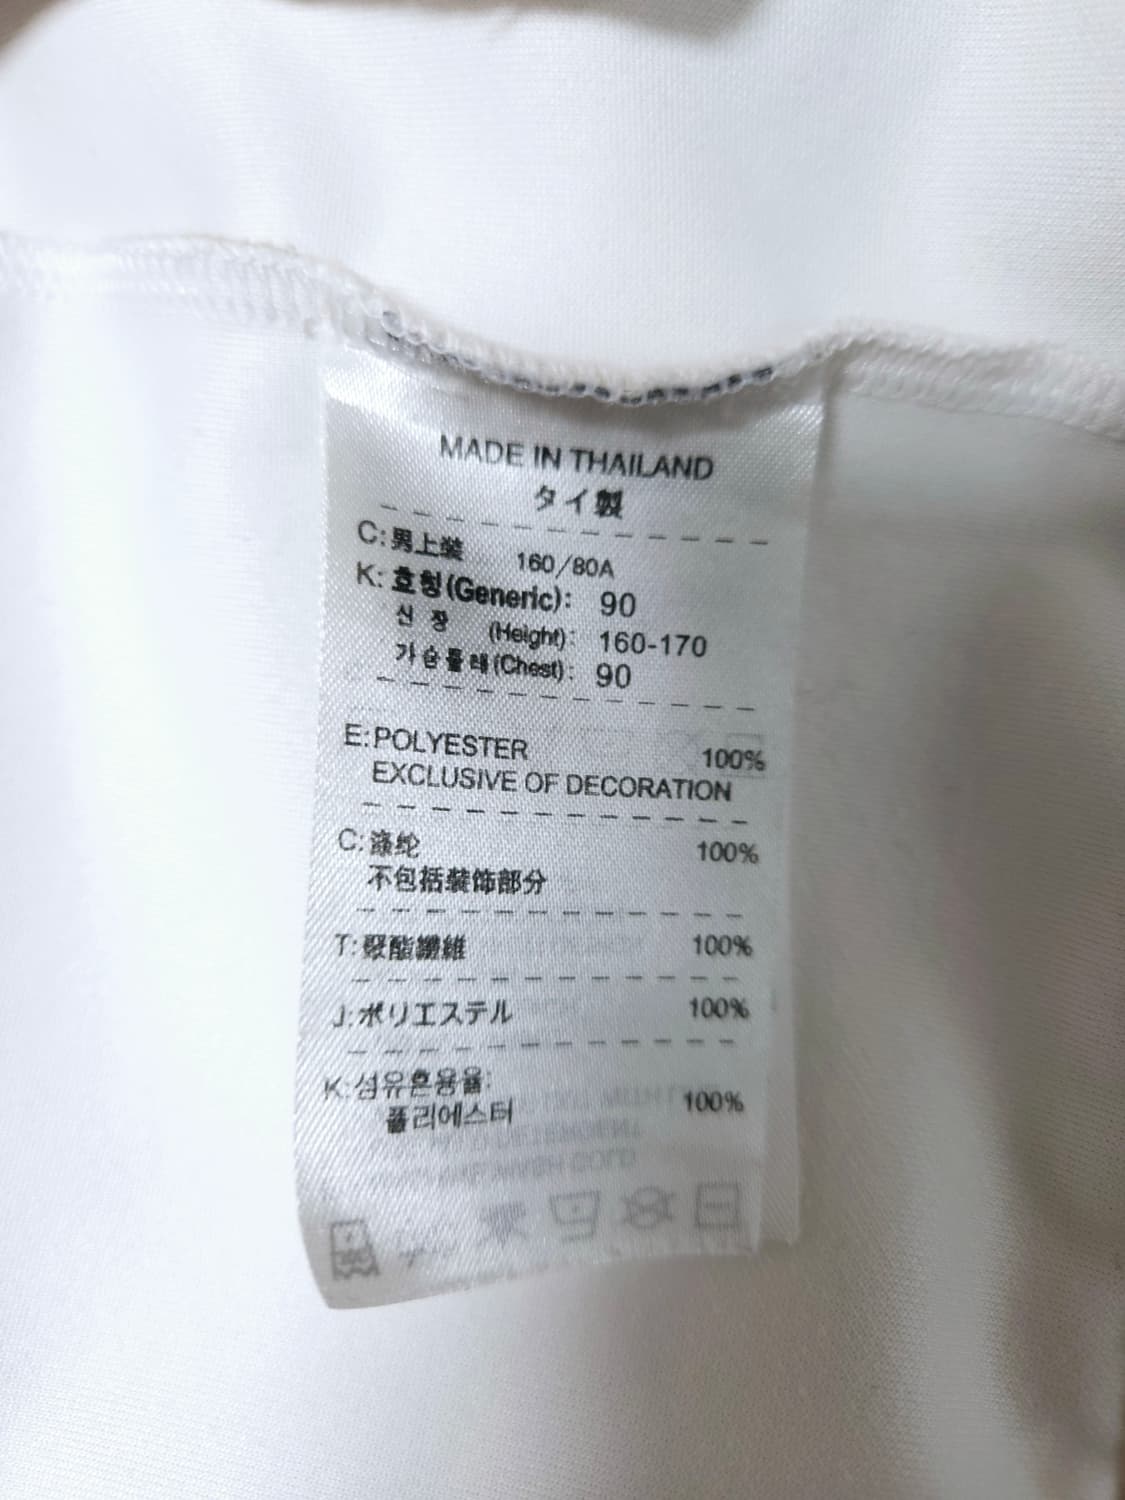 MADE IN THAILAND
タイ製
C:男上装 160/80A
K: 호칭(Generic): 90
신 장 (Height): 160-170
가슴둘레(Chest): 90
E:POLYESTER 100%
EXCLUSIVE OF DECORATION
C:涤纶 100%
不包括装饰部分
T:聚酯纖維 100%
J:ポリエステル 100%
K:섬유혼용율:
폴리에스터 100%